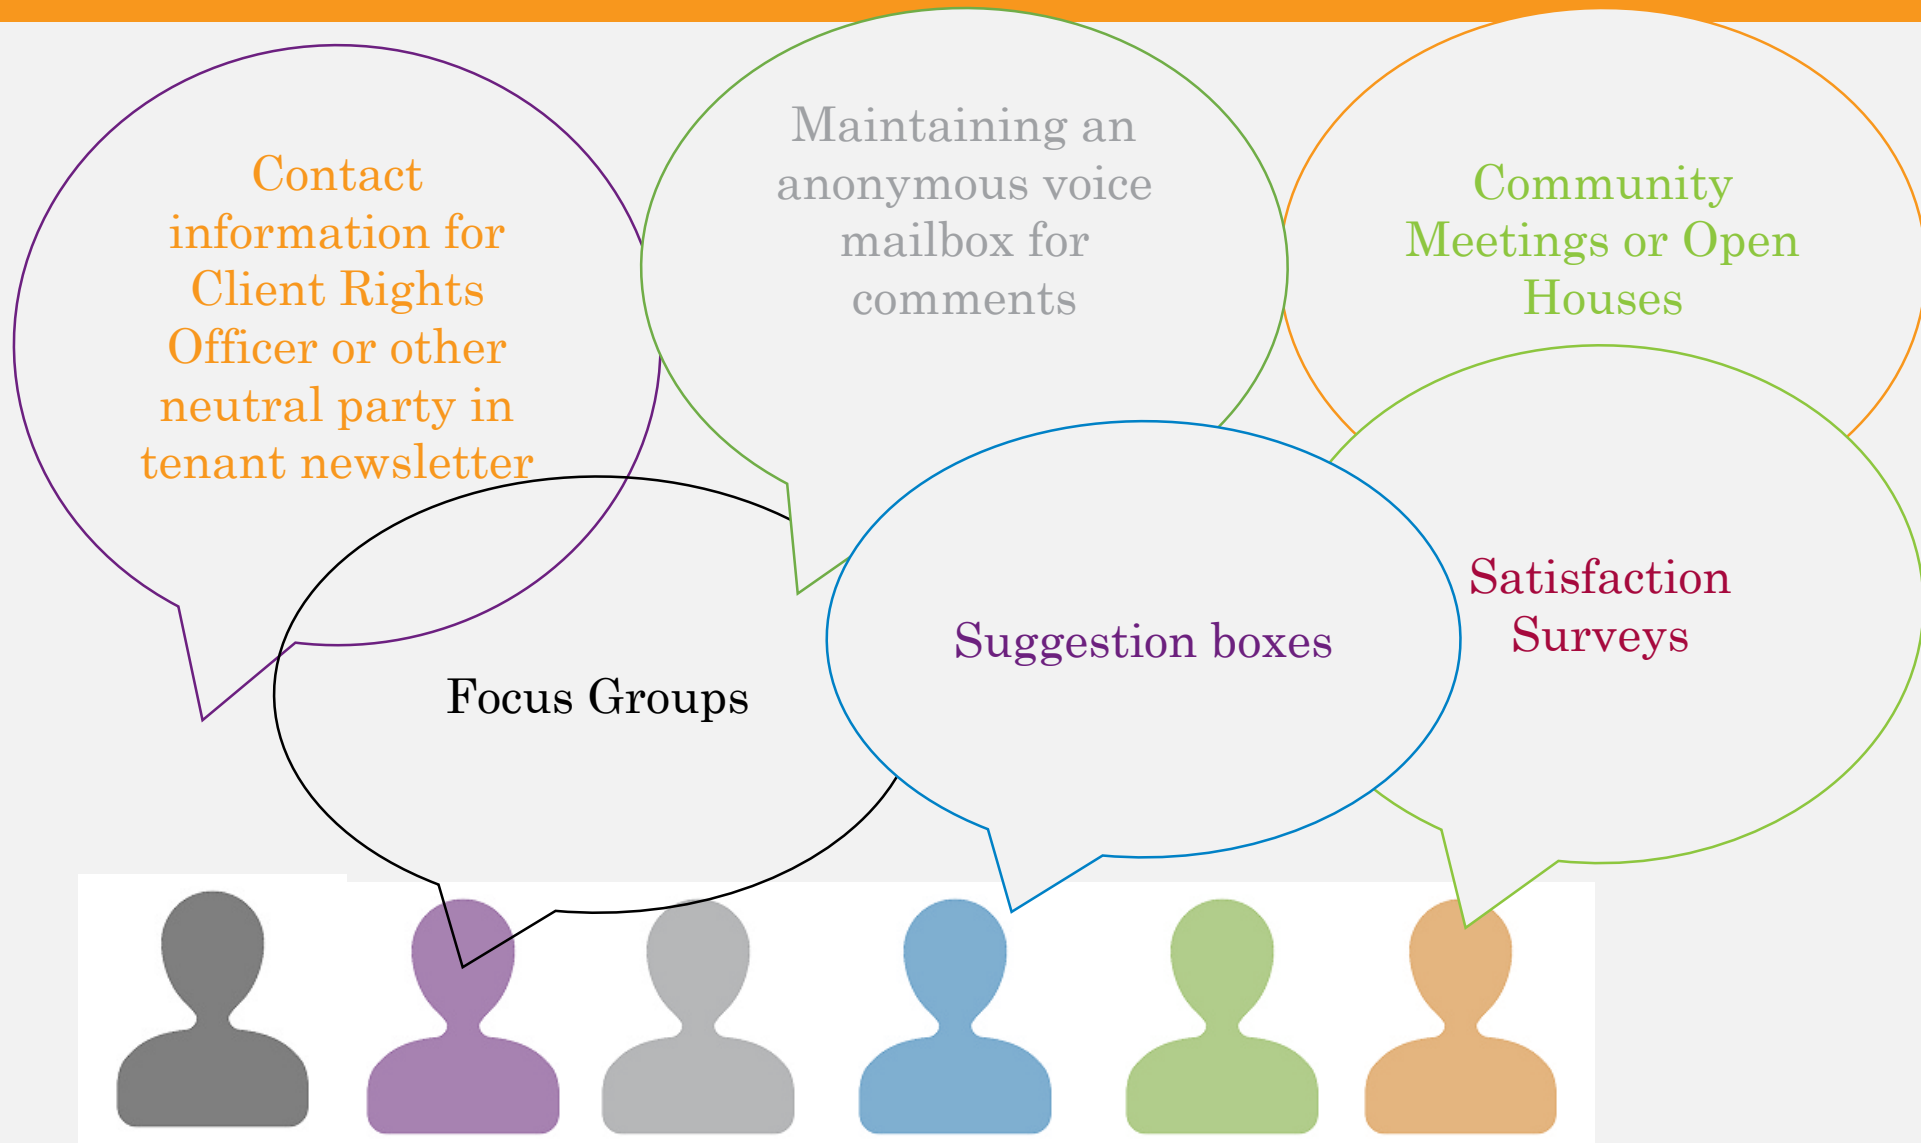 Contact
information for
Client Rights
Officer or other
neutral party in
tenant newsletter
Maintaining an
anonymous voice
mailbox for
comments
Community
Meetings or Open
Houses
Focus Groups
Suggestion boxes
Satisfaction
Surveys